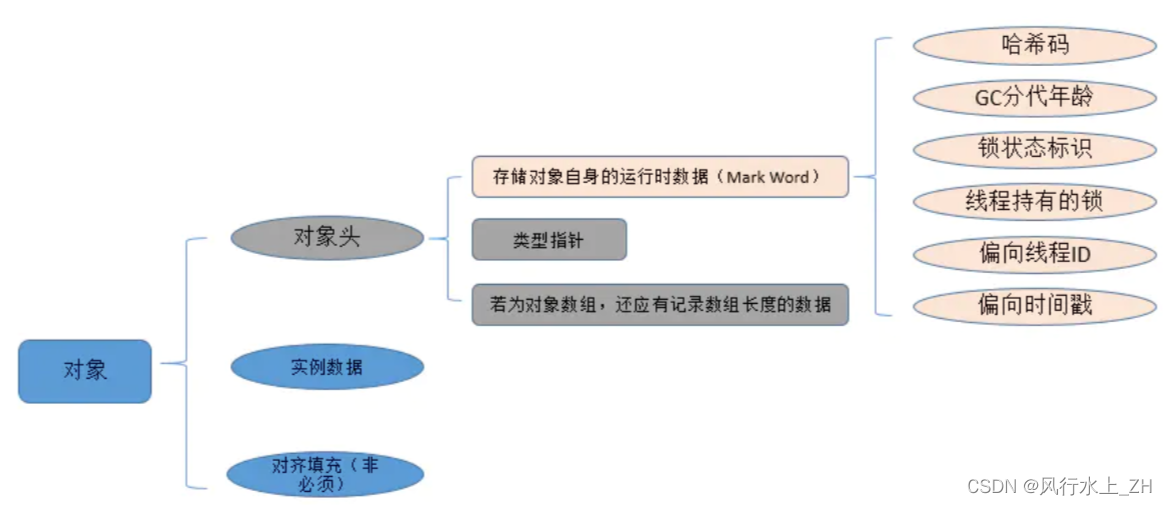 哈希码
GC分代年龄
锁状态标识
存储对象自身的运行时数据（Mark Word）
线程持有的锁
对象头
类型指针
偏向线程ID
若为对象数组，还应有记录数组长度的数据
偏向时间戳
对象
实例数据
对齐填充（非
必须）
CSDN @风行水上_ZH